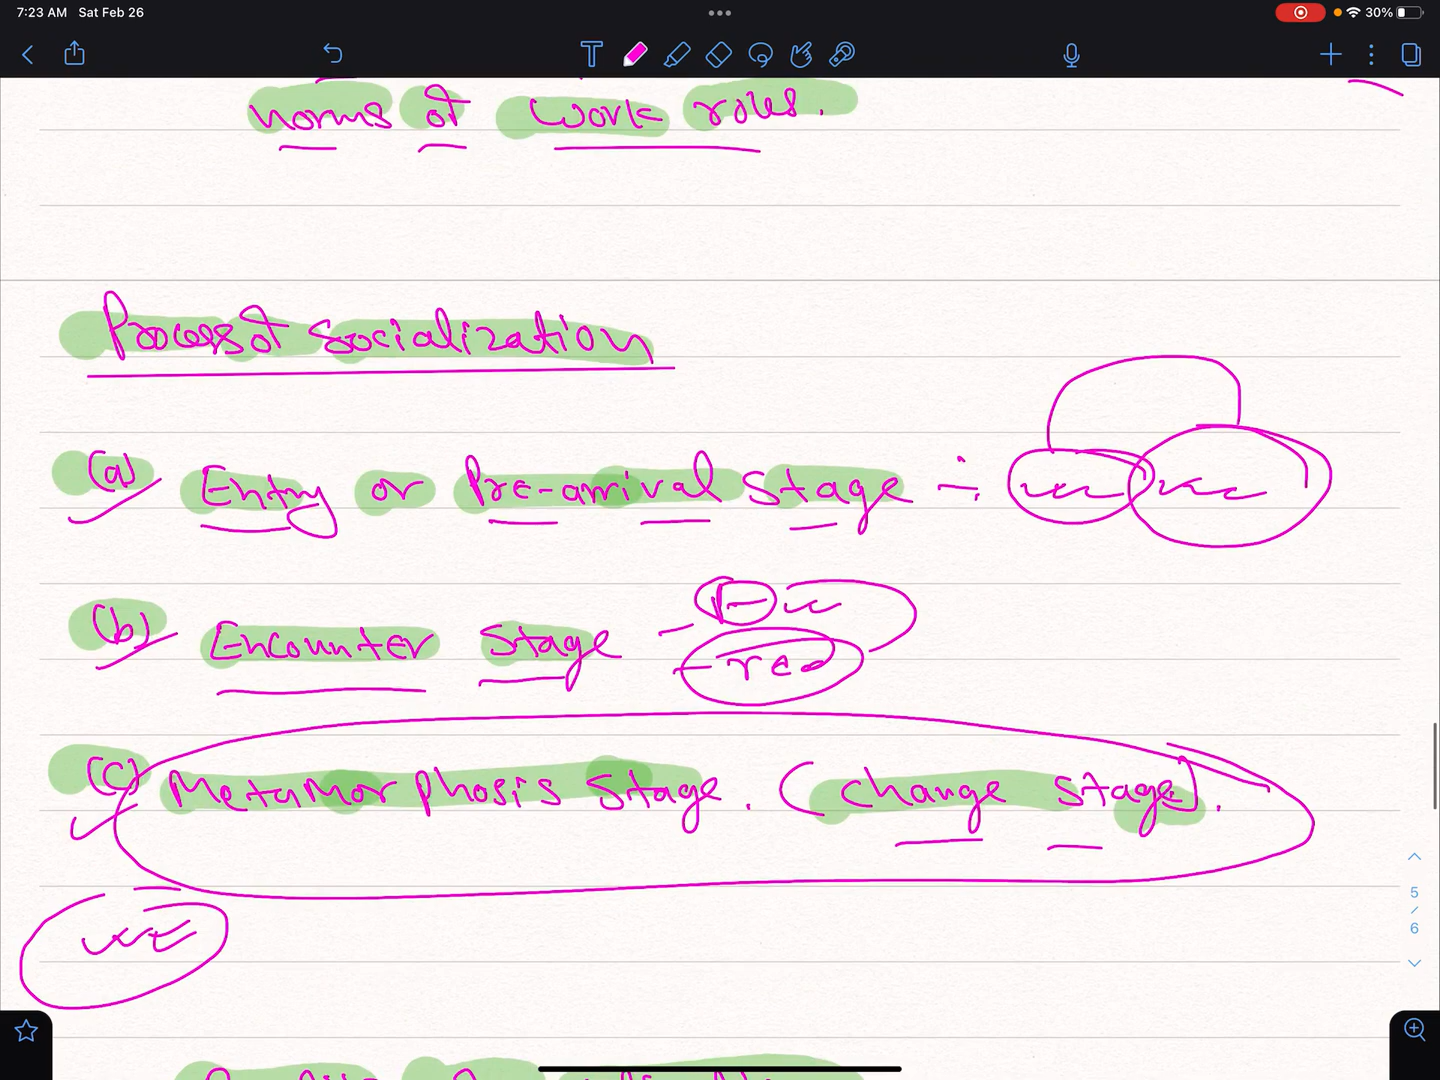 7:23 AM Sat Feb 26
30%
norms of work roles.
Process of Socialization
(a) Entry or Pre-arrival Stage -:
(b) Encounter Stage -
(c) Metamorphosis Stage. (Change Stage).
5
/
6